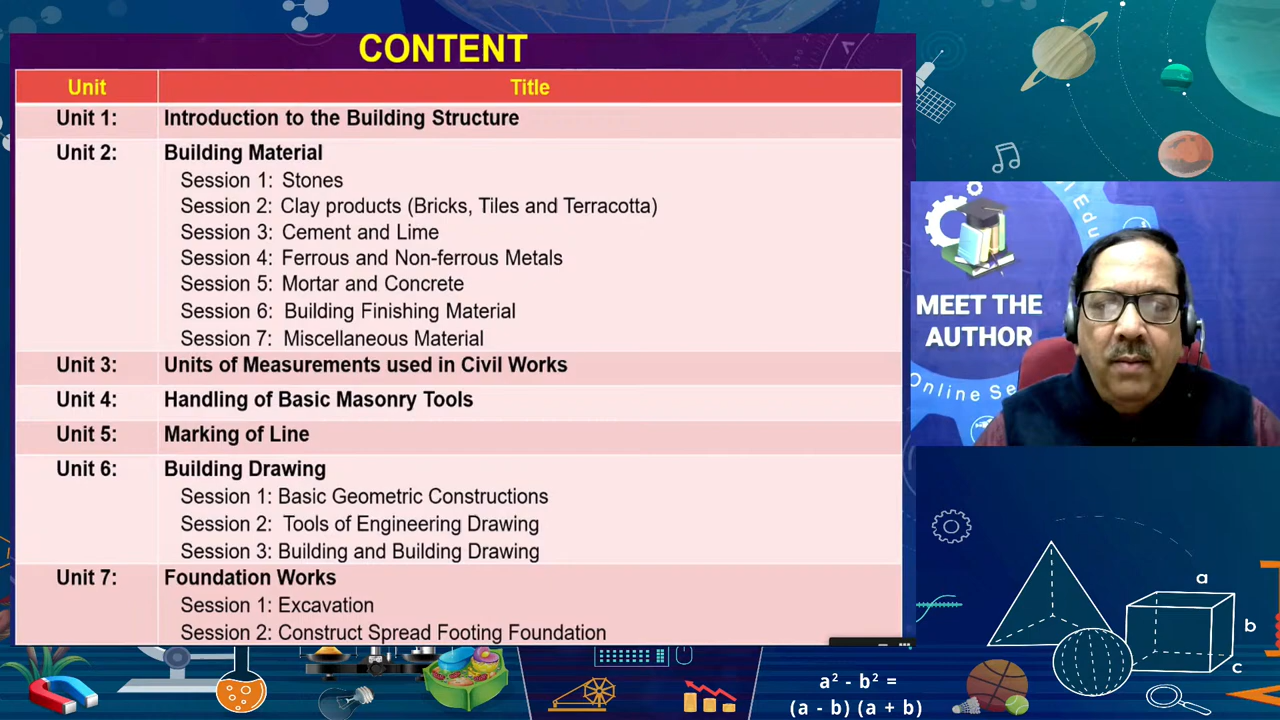 CONTENT
Unit Title
Unit 1: Introduction to the Building Structure
Unit 2: Building Material
Session 1: Stones
Session 2: Clay products (Bricks, Tiles and Terracotta)
Session 3: Cement and Lime
Session 4: Ferrous and Non-ferrous Metals
Session 5: Mortar and Concrete
Session 6: Building Finishing Material
Session 7: Miscellaneous Material
Unit 3: Units of Measurements used in Civil Works
Unit 4: Handling of Basic Masonry Tools
Unit 5: Marking of Line
Unit 6: Building Drawing
Session 1: Basic Geometric Constructions
Session 2: Tools of Engineering Drawing
Session 3: Building and Building Drawing
Unit 7: Foundation Works
Session 1: Excavation
Session 2: Construct Spread Footing Foundation
MEET THE
AUTHOR
Online Se
Edu
a
b
c
a² - b² =
(a - b) (a + b)